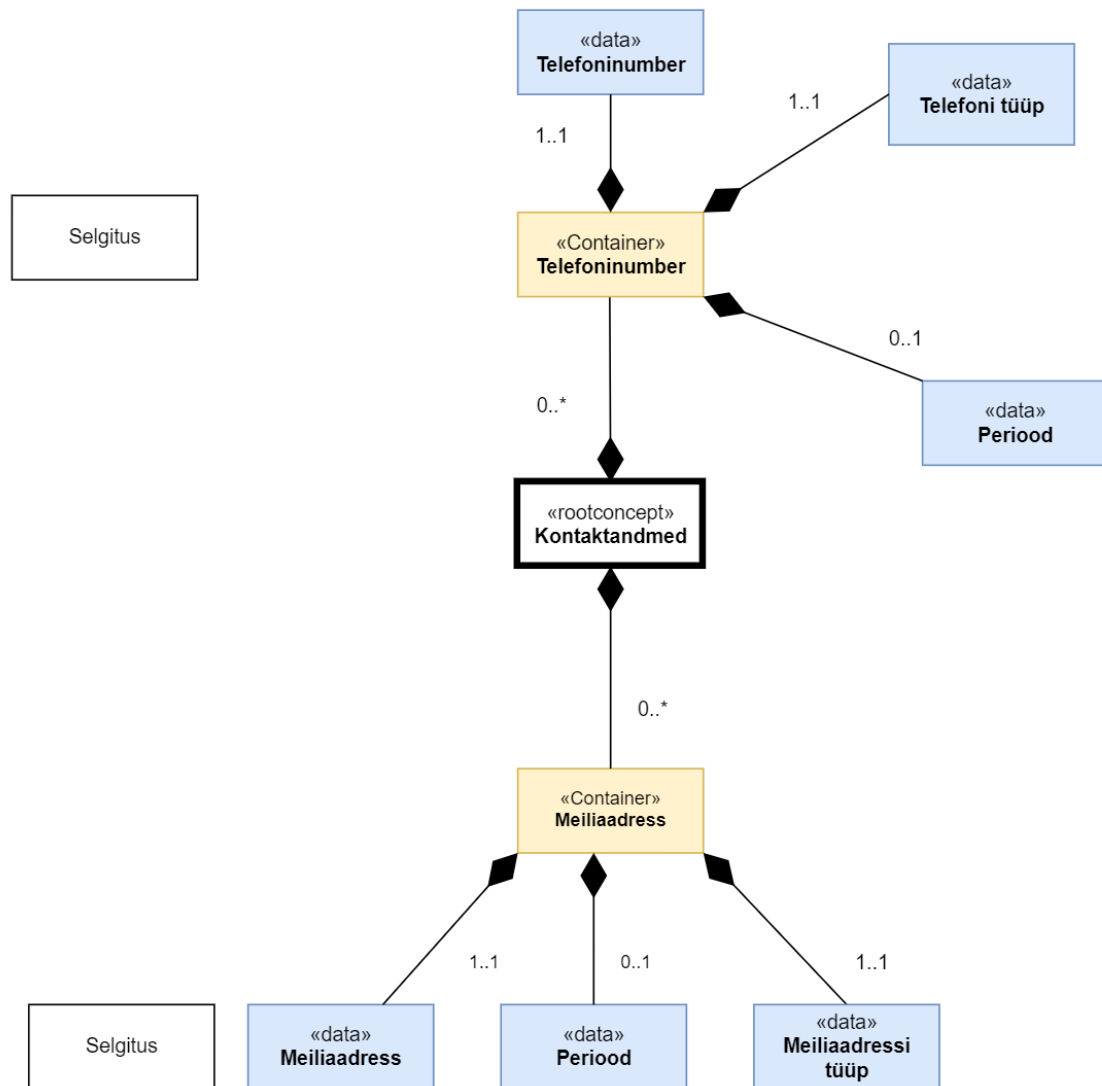 «data»
Telefoninumber
«data»
Telefoni tüüp
1..1
1..1
Selgitus
«Container»
Telefoninumber
0..1
«data»
Periood
0..*
«rootconcept»
Kontaktandmed
0..*
«Container»
Meiliaadress
1..1
0..1
1..1
Selgitus
«data»
Meiliaadress
«data»
Periood
«data»
Meiliaadressi
tüüp